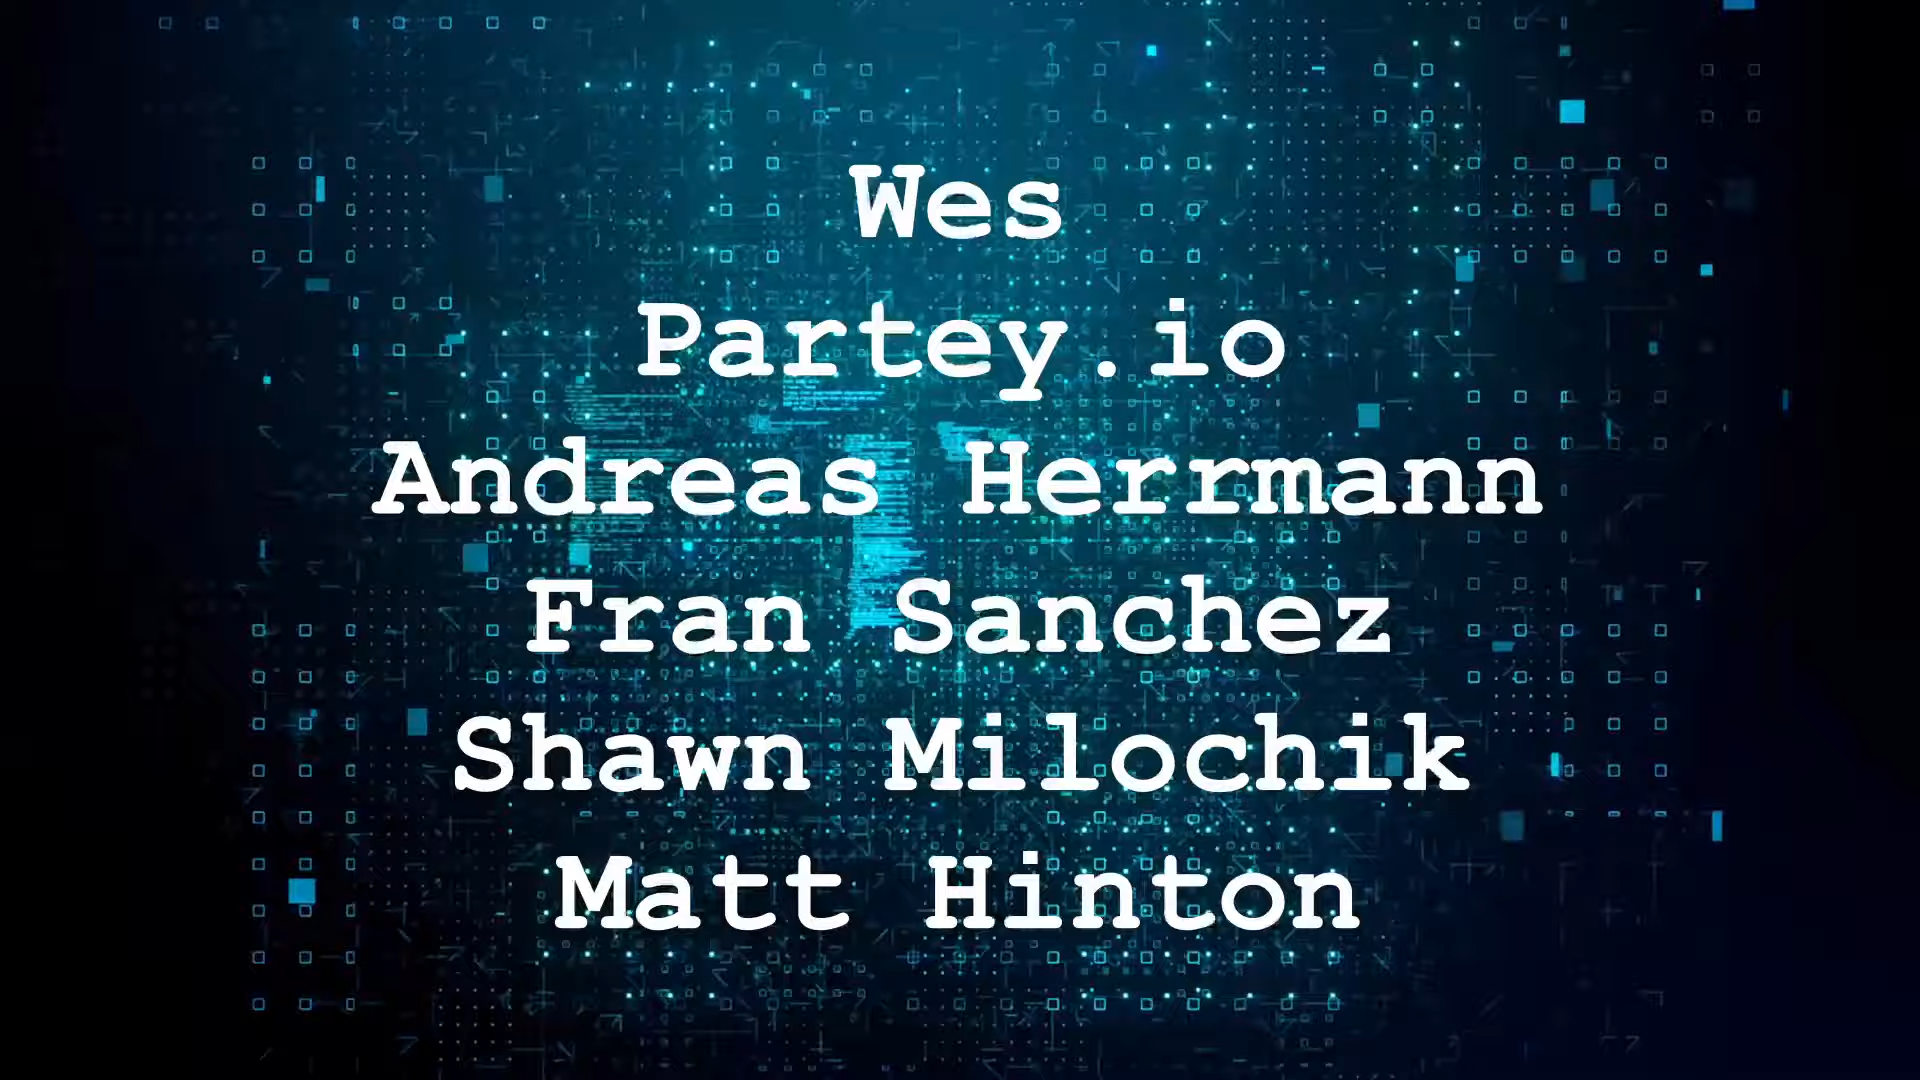 Wes
Partey.io
Andreas Herrmann
Fran Sanchez
Shawn Milochik
Matt Hinton